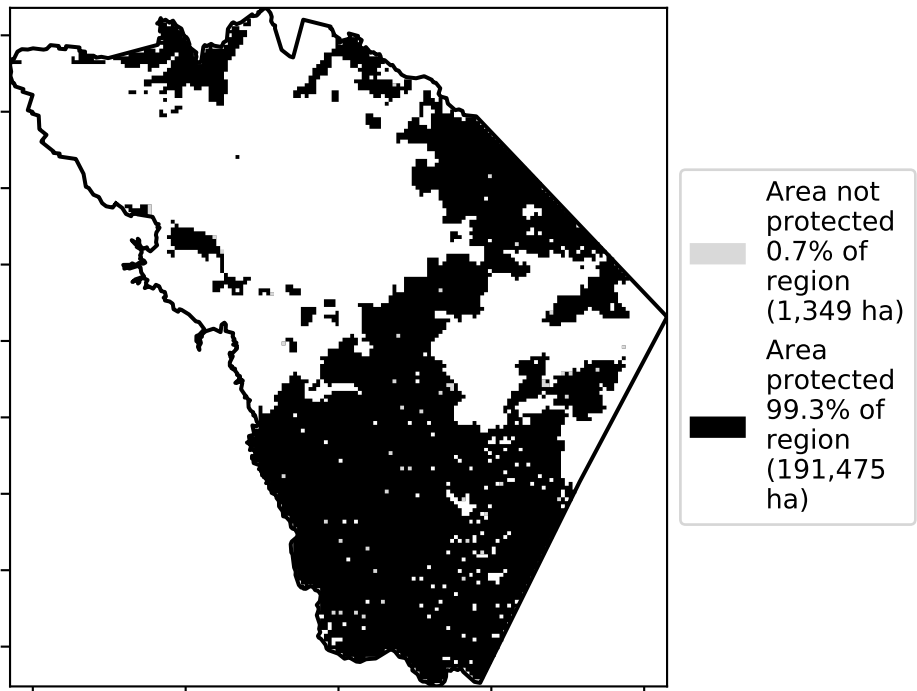 Area not
protected
0.7% of
region
(1,349 ha)
Area
protected
99.3% of
region
(191,475
ha)